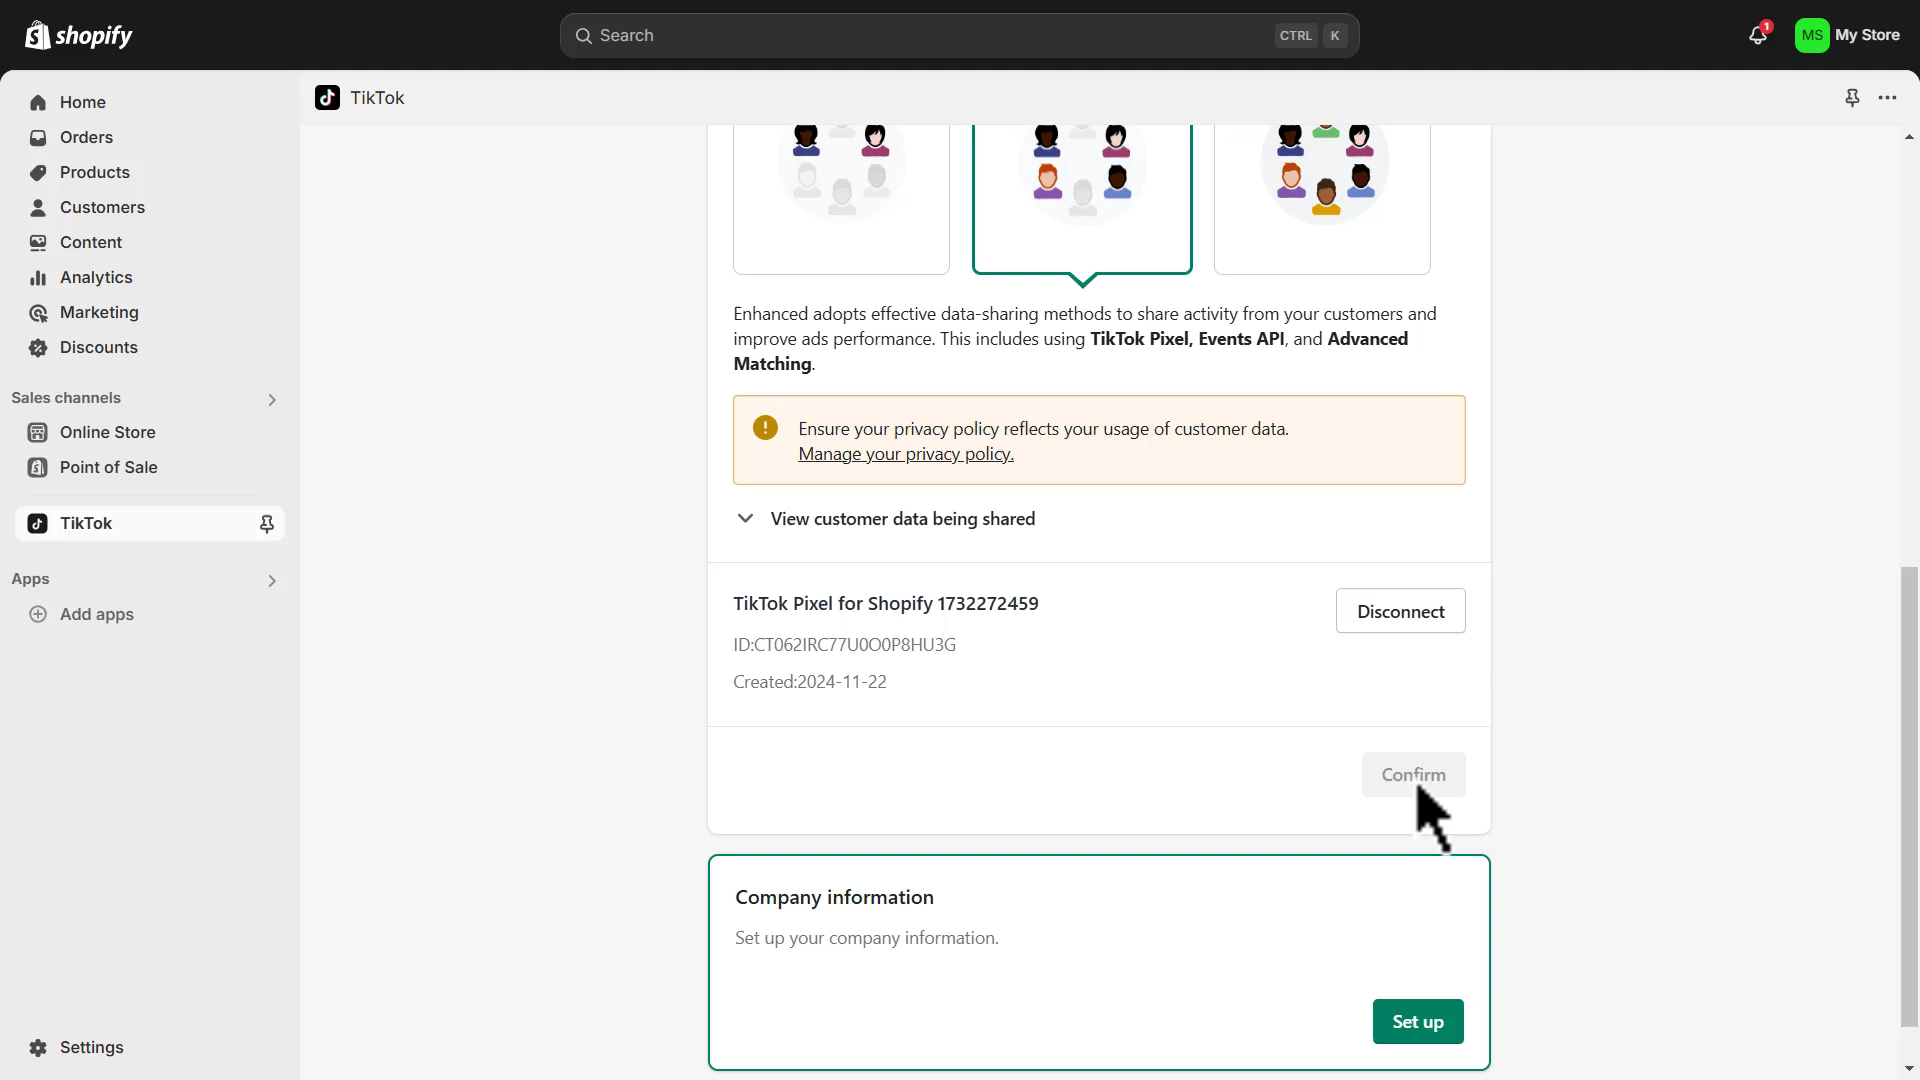 shopify
Search
CTRL K
1
MS
My Store
Home
Orders
Products
Customers
Content
Analytics
Marketing
Discounts
Sales channels
Online Store
Point of Sale
TikTok
Apps
Add apps
Settings
TikTok
Enhanced adopts effective data-sharing methods to share activity from your customers and
improve ads performance. This includes using TikTok Pixel, Events API, and Advanced
Matching.
Ensure your privacy policy reflects your usage of customer data.
Manage your privacy policy.
View customer data being shared
TikTok Pixel for Shopify 1732272459
Disconnect
ID:CT062IRC77U0O0P8HU3G
Created:2024-11-22
Confirm
Company information
Set up your company information.
Set up